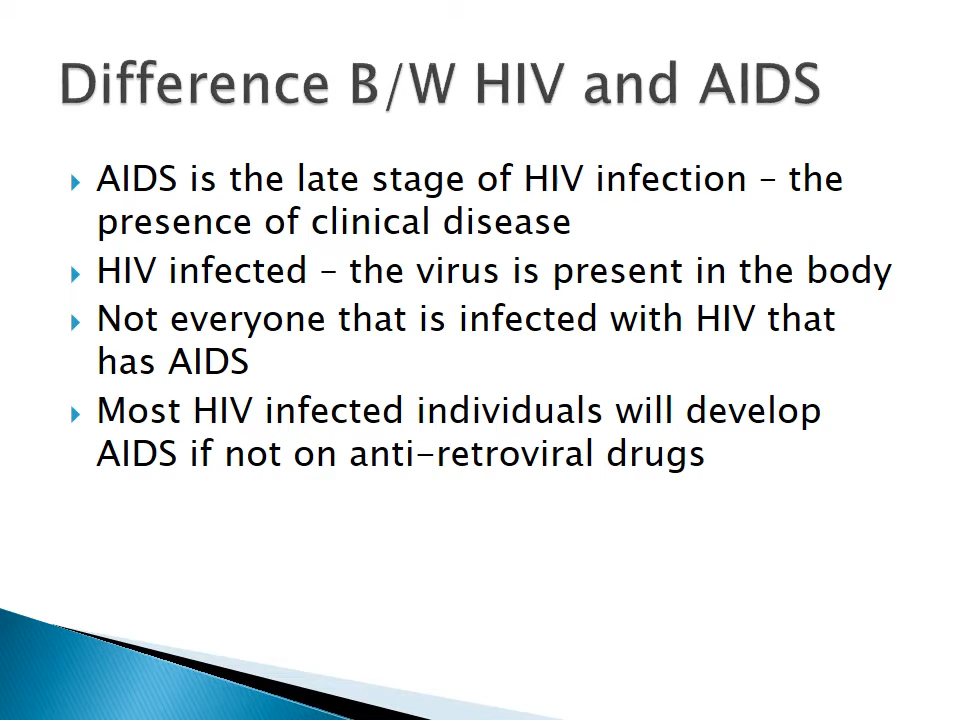 Difference B/W HIV and AIDS
AIDS is the late stage of HIV infection – the
presence of clinical disease
HIV infected – the virus is present in the body
Not everyone that is infected with HIV that
has AIDS
Most HIV infected individuals will develop
AIDS if not on anti-retroviral drugs